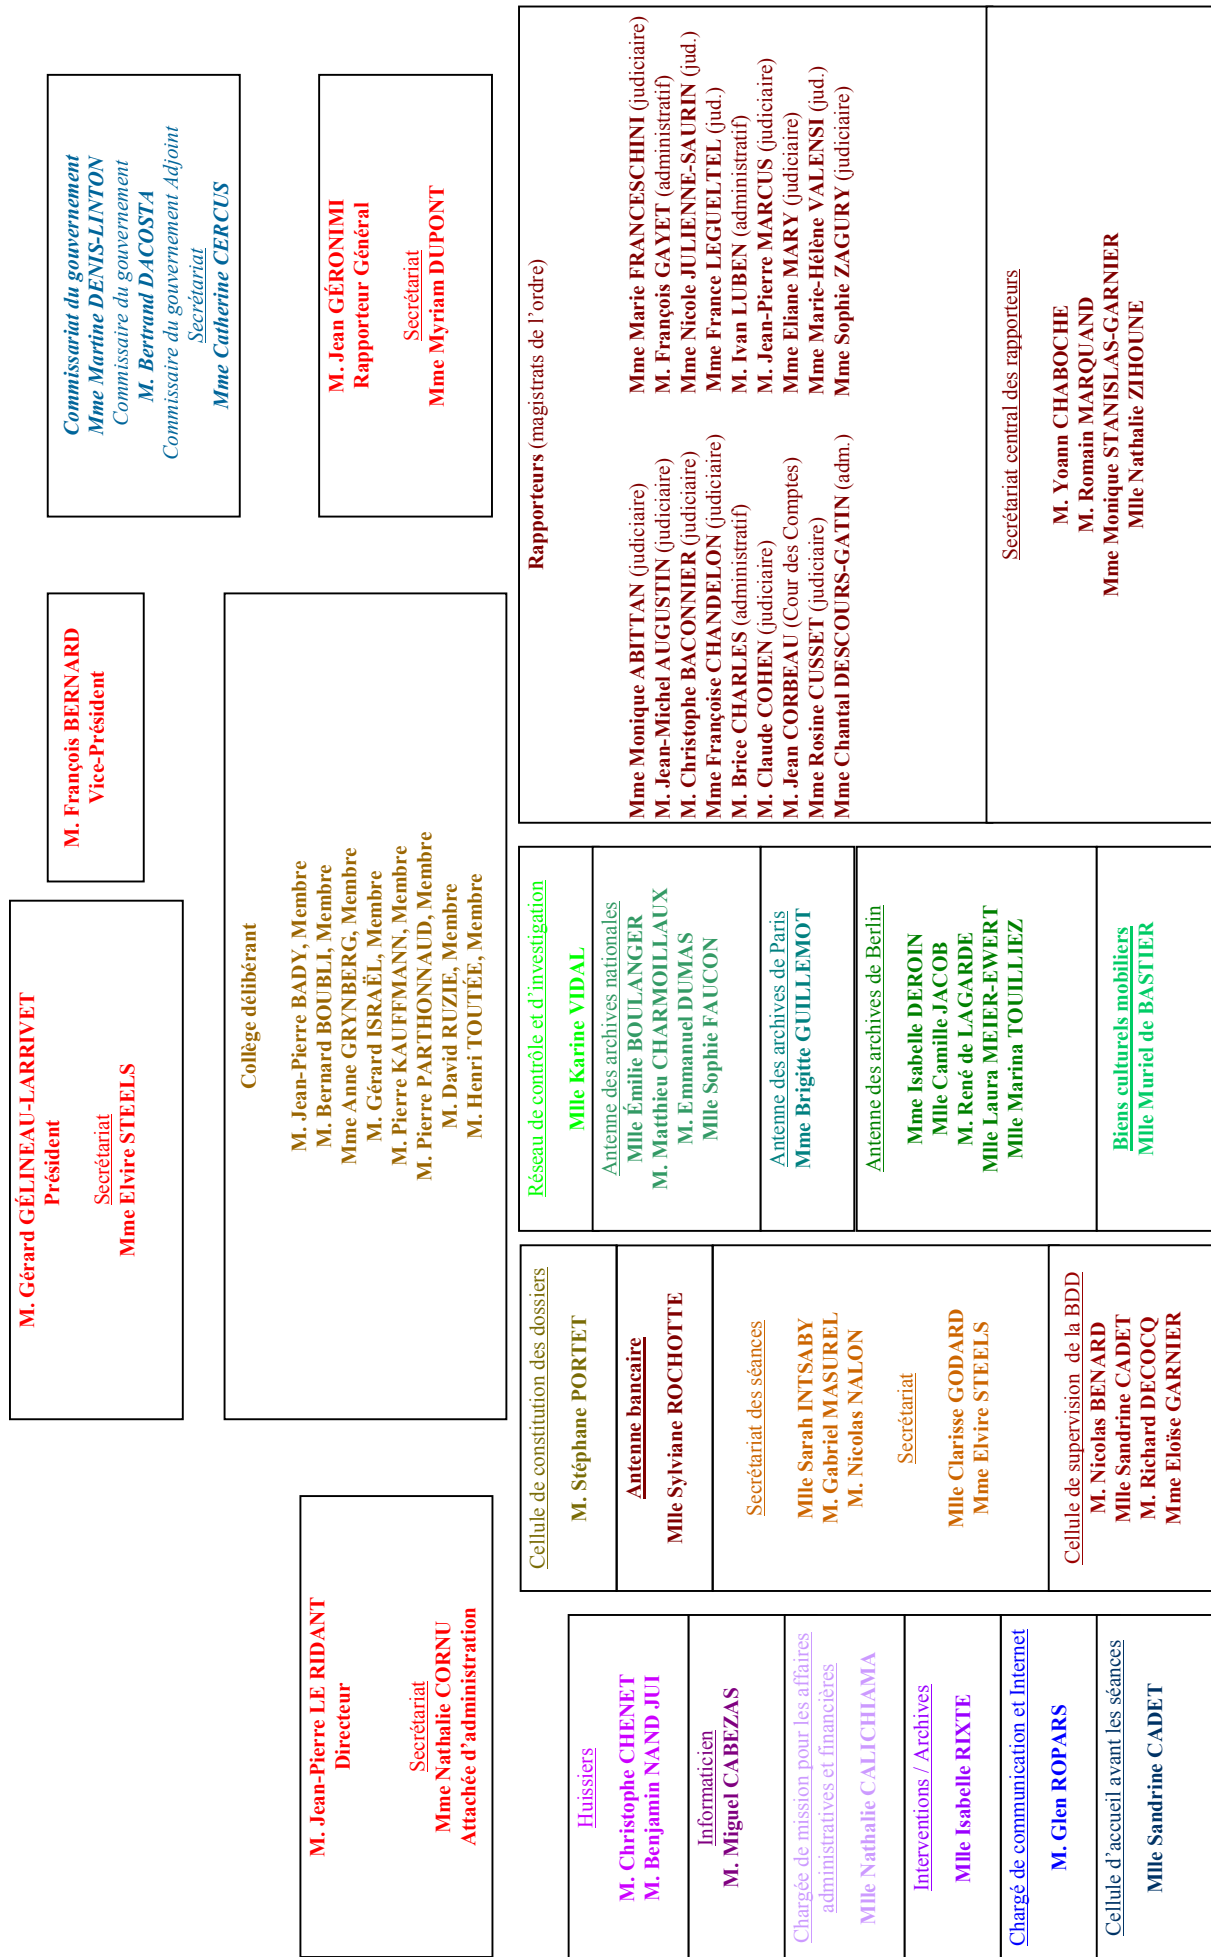 M. Gérard GÉLINEAU-LARRIVET
Président
Secrétariat
Mme Elvire STEELS
M. François BERNARD
Vice-Président
Commissariat du gouvernement
Mme Martine DENIS-LINTON
Commissaire du gouvernement
M. Bertrand DACOSTA
Commissaire du gouvernement Adjoint
Secrétariat
Mme Catherine CERCUS
M. Jean-Pierre LE RIDANT
Directeur
Secrétariat
Mme Nathalie CORNU
Attachée d'administration
Collège délibérant
M. Jean-Pierre BADY, Membre
M. Bernard BOUBLI, Membre
Mme Anne GRYNBERG, Membre
M. Gérard ISRAËL, Membre
M. Pierre KAUFFMANN, Membre
M. Pierre PARTHONNAUD, Membre
M. David RUZIE, Membre
M. Henri TOUTÉE, Membre
M. Jean GÉRONIMI
Rapporteur Général
Secrétariat
Mme Myriam DUPONT
Huissiers
M. Christophe CHENET
M. Benjamin NAND JUI
Informaticien
M. Miguel CABEZAS
Chargée de mission pour les affaires
administratives et financières
Mlle Nathalie CALICHIAMA
Interventions / Archives
Mlle Isabelle RIXTE
Chargé de communication et Internet
M. Glen ROPARS
Cellule d'accueil avant les séances
Mlle Sandrine CADET
Cellule de constitution des dossiers
M. Stéphane PORTET
Antenne bancaire
Mlle Sylviane ROCHOTTE
Secrétariat des séances
Mlle Sarah INTSABY
M. Gabriel MASUREL
M. Nicolas NALON
Secrétariat
Mlle Clarisse GODARD
Mme Elvire STEELS
Cellule de supervision de la BDD
M. Nicolas BENARD
Mlle Sandrine CADET
M. Richard DECOCQ
Mme Eloïse GARNIER
Réseau de contrôle et d'investigation
Mlle Karine VIDAL
Antenne des archives nationales
Mlle Émilie BOULANGER
M. Mathieu CHARMOILLAUX
M. Emmanuel DUMAS
Mlle Sophie FAUCON
Antenne des archives de Paris
Mme Brigitte GUILLEMOT
Antenne des archives de Berlin
Mme Isabelle DEROIN
Mlle Camille JACOB
M. René de LAGARDE
Mlle Laura MEIER-EWERT
Mlle Marina TOUILLIEZ
Biens culturels mobiliers
Mlle Muriel de BASTIER
Rapporteurs (magistrats de l'ordre)
Mme Monique ABITTAN (judiciaire)
M. Jean-Michel AUGUSTIN (judiciaire)
M. Christophe BACONNIER (judiciaire)
Mme Françoise CHANDELON (judiciaire)
M. Brice CHARLES (administratif)
M. Claude COHEN (judiciaire)
M. Jean CORBEAU (Cour des Comptes)
Mme Rosine CUSSET (judiciaire)
Mme Chantal DESCOURS-GATIN (adm.)
Mme Marie FRANCESCHINI (judiciaire)
M. François GAYET (administratif)
Mme Nicole JULIENNE-SAURIN (jud.)
Mme France LEGUELTEL (jud.)
M. Ivan LUBEN (administratif)
M. Jean-Pierre MARCUS (judiciaire)
Mme Eliane MARY (judiciaire)
Mme Marie-Hélène VALENSI (jud.)
Mme Sophie ZAGURY (judiciaire)
Secrétariat central des rapporteurs
M. Yoann CHABOCHE
M. Romain MARQUAND
Mme Monique STANISLAS-GARNIER
Mlle Nathalie ZIHOUNE